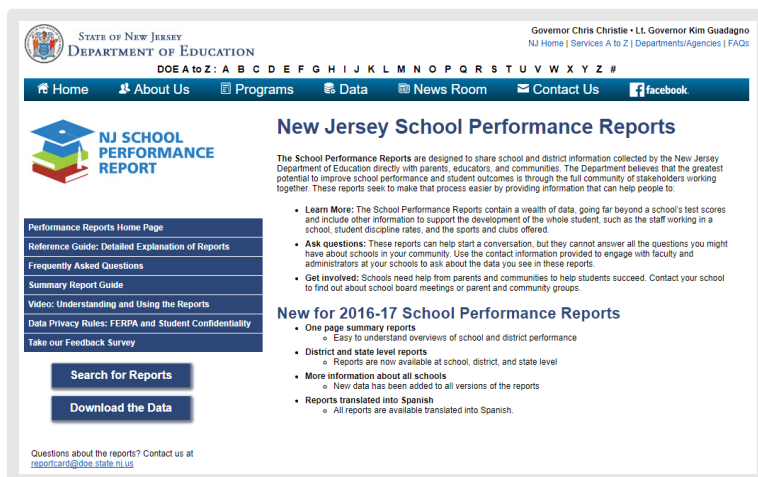 STATE OF NEW JERSEY
DEPARTMENT OF EDUCATION
Governor Chris Christie • Lt. Governor Kim Guadagno
NJ Home | Services A to Z | Departments/Agencies | FAQs
DOE A to Z : A B C D E F G H I J K L M N O P Q R S T U V W X Y Z #
Home About Us Programs Data News Room Contact Us facebook.
NJ SCHOOL
PERFORMANCE
REPORT
Performance Reports Home Page
Reference Guide: Detailed Explanation of Reports
Frequently Asked Questions
Summary Report Guide
Video: Understanding and Using the Reports
Data Privacy Rules: FERPA and Student Confidentiality
Take our Feedback Survey
Search for Reports
Download the Data
Questions about the reports? Contact us at
reportcard@doe.state.nj.us
New Jersey School Performance Reports
The School Performance Reports are designed to share school and district information collected by the New Jersey
Department of Education directly with parents, educators, and communities. The Department believes that the greatest
potential to improve school performance and student outcomes is through the full community of stakeholders working
together. These reports seek to make that process easier by providing information that can help people to:
• Learn More: The School Performance Reports contain a wealth of data, going far beyond a school's test scores
and include other information to support the development of the whole student, such as the staff working in a
school, student discipline rates, and the sports and clubs offered.
• Ask questions: These reports can help start a conversation, but they cannot answer all the questions you might
have about schools in your community. Use the contact information provided to engage with faculty and
administrators at your schools to ask about the data you see in these reports.
• Get involved: Schools need help from parents and communities to help students succeed. Contact your school
to find out about school board meetings or parent and community groups.
New for 2016-17 School Performance Reports
• One page summary reports
o Easy to understand overviews of school and district performance
• District and state level reports
o Reports are now available at school, district, and state level
• More information about all schools
o New data has been added to all versions of the reports
• Reports translated into Spanish
o All reports are available translated into Spanish.